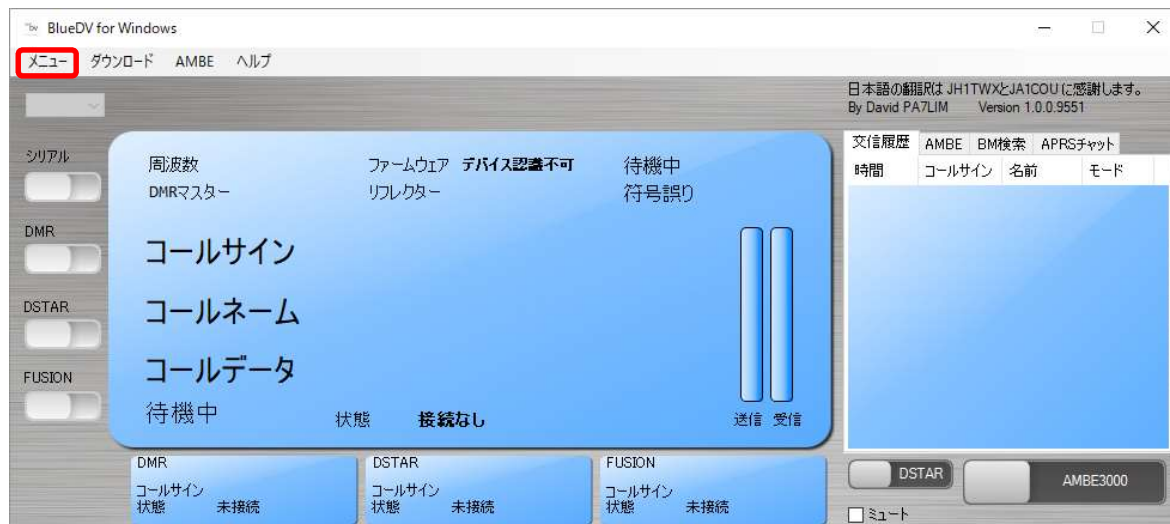 BlueDV for Windows
メニュー ダウンロード AMBE ヘルプ
日本語の翻訳は JH1TWXとJA1COUに感謝します。
By David PA7LIM Version 1.0.0.9551
シリアル
DMR
DSTAR
FUSION
周波数 ファームウェア デバイス認識不可 待機中
DMRマスター リフレクター 符号誤り
コールサイン
コールネーム
コールデータ
待機中 状態 接続なし 送信 受信
交信履歴 AMBE BM検索 APRSチャット
時間 コールサイン 名前 モード
DMR
コールサイン
状態 未接続
DSTAR
コールサイン
状態 未接続
FUSION
コールサイン
状態 未接続
DSTAR AMBE3000
ミュート